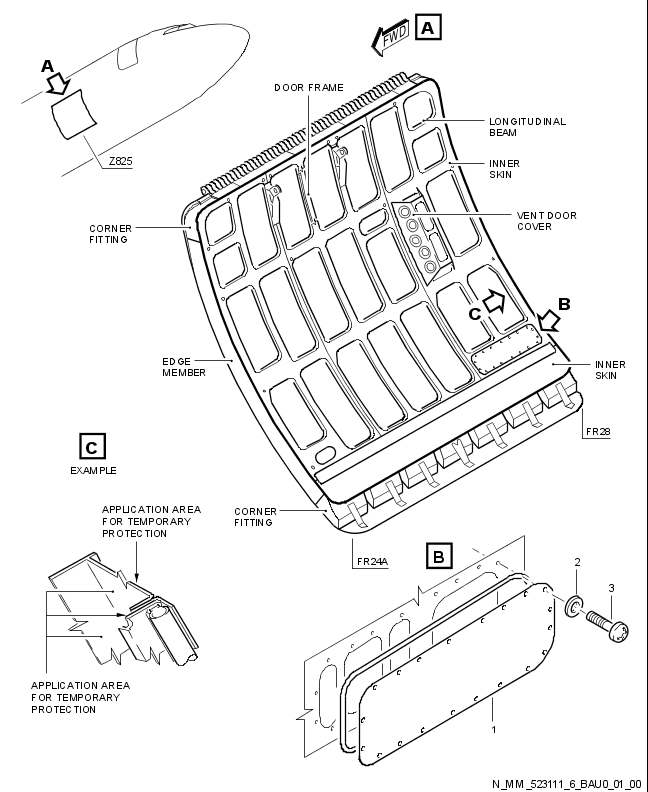 FWD
A
A
DOOR FRAME
LONGITUDINAL
BEAM
Z825
INNER
SKIN
VENT DOOR
COVER
CORNER
FITTING
B
C
EDGE
MEMBER
INNER
SKIN
FR28
C
EXAMPLE
APPLICATION AREA
FOR TEMPORARY
PROTECTION
CORNER
FITTING
FR24A
B
2
3
APPLICATION AREA
FOR TEMPORARY
PROTECTION
1
N_MM_523111_6_BAU0_01_00